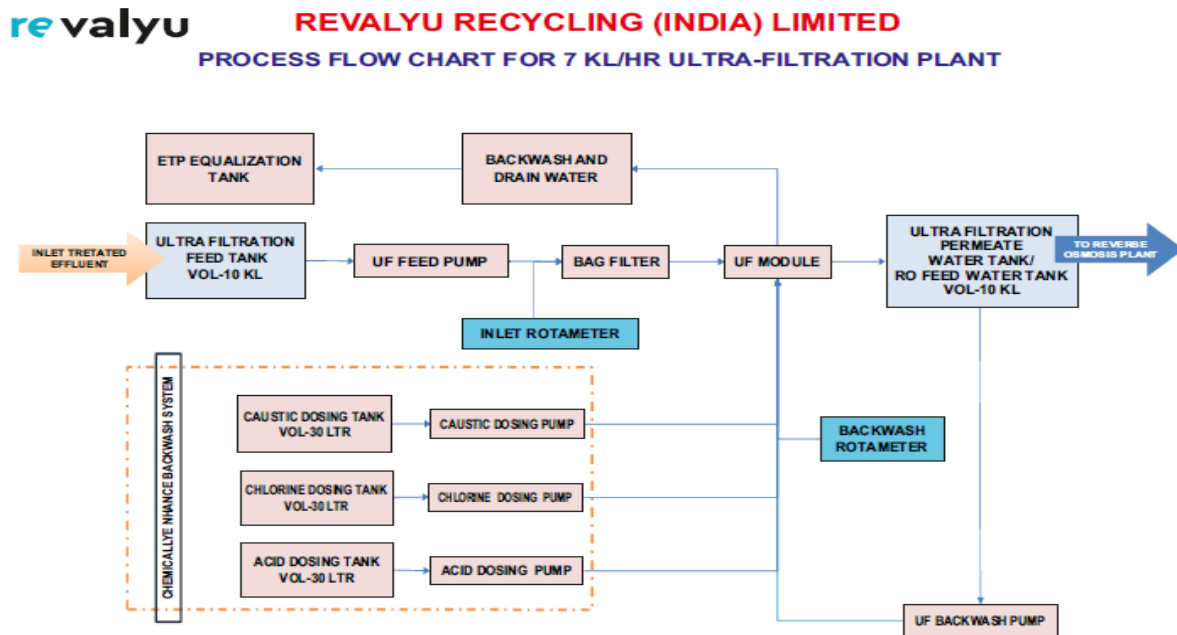 revalyu
REVALYU RECYCLING (INDIA) LIMITED
PROCESS FLOW CHART FOR 7 KL/HR ULTRA-FILTRATION PLANT
ETP EQUALIZATION
TANK
BACKWASH AND
DRAIN WATER
INLET TRETATED
EFFLUENT
ULTRA FILTRATION
FEED TANK
VOL-10 KL
UF FEED PUMP
BAG FILTER
UF MODULE
ULTRA FILTRATION
PERMEATE
WATER TANK/
RO FEED WATER TANK
VOL-10 KL
TO REVERSE
OSMOSIS PLANT
INLET ROTAMETER
CHEMICALLYE NHANCE BACKWASH SYSTEM
CAUSTIC DOSING TANK
VOL-30 LTR
CAUSTIC DOSING PUMP
BACKWASH
ROTAMETER
CHLORINE DOSING TANK
VOL-30 LTR
CHLORINE DOSING PUMP
ACID DOSING TANK
VOL-30 LTR
ACID DOSING PUMP
UF BACKWASH PUMP